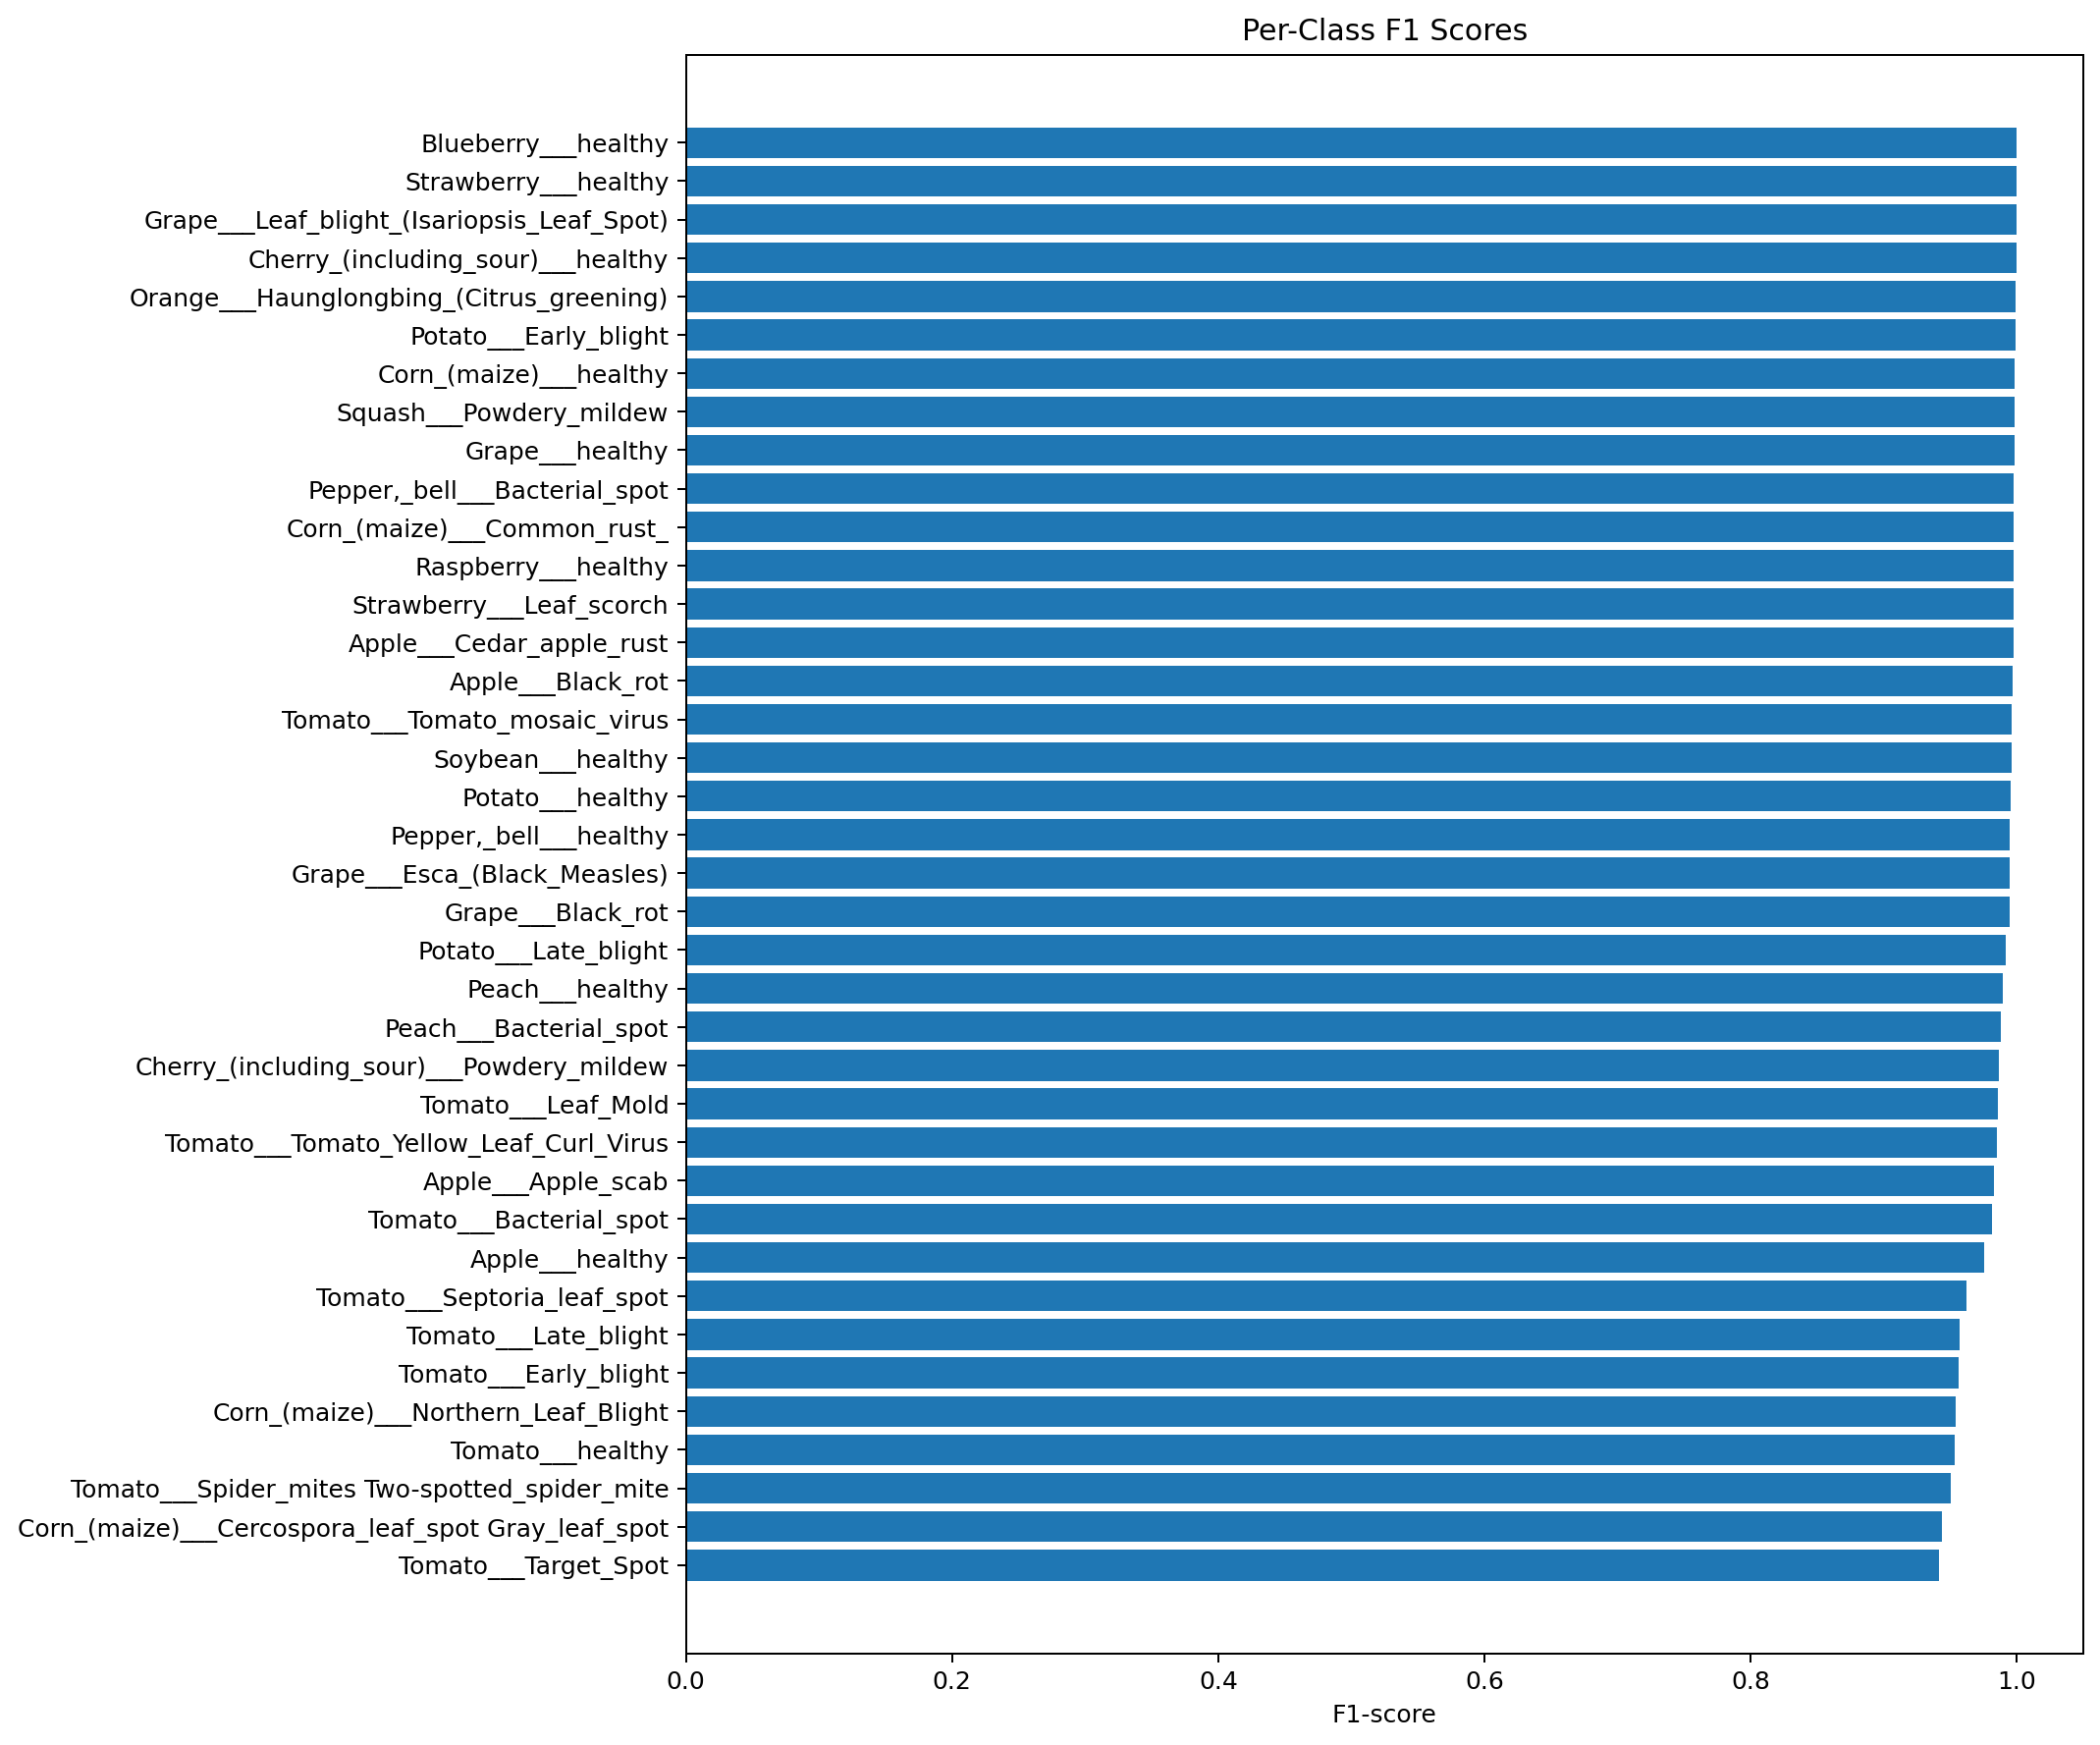 Per-Class F1 Scores
Blueberry___healthy
Strawberry___healthy
Grape___Leaf_blight_(Isariopsis_Leaf_Spot)
Cherry_(including_sour)___healthy
Orange___Haunglongbing_(Citrus_greening)
Potato___Early_blight
Corn_(maize)___healthy
Squash___Powdery_mildew
Grape___healthy
Pepper,_bell___Bacterial_spot
Corn_(maize)___Common_rust_
Raspberry___healthy
Strawberry___Leaf_scorch
Apple___Cedar_apple_rust
Apple___Black_rot
Tomato___Tomato_mosaic_virus
Soybean___healthy
Potato___healthy
Pepper,_bell___healthy
Grape___Esca_(Black_Measles)
Grape___Black_rot
Potato___Late_blight
Peach___healthy
Peach___Bacterial_spot
Cherry_(including_sour)___Powdery_mildew
Tomato___Leaf_Mold
Tomato___Tomato_Yellow_Leaf_Curl_Virus
Apple___Apple_scab
Tomato___Bacterial_spot
Apple___healthy
Tomato___Septoria_leaf_spot
Tomato___Late_blight
Tomato___Early_blight
Corn_(maize)___Northern_Leaf_Blight
Tomato___healthy
Tomato___Spider_mites Two-spotted_spider_mite
Corn_(maize)___Cercospora_leaf_spot Gray_leaf_spot
Tomato___Target_Spot
0.0 0.2 0.4 0.6 0.8 1.0
F1-score